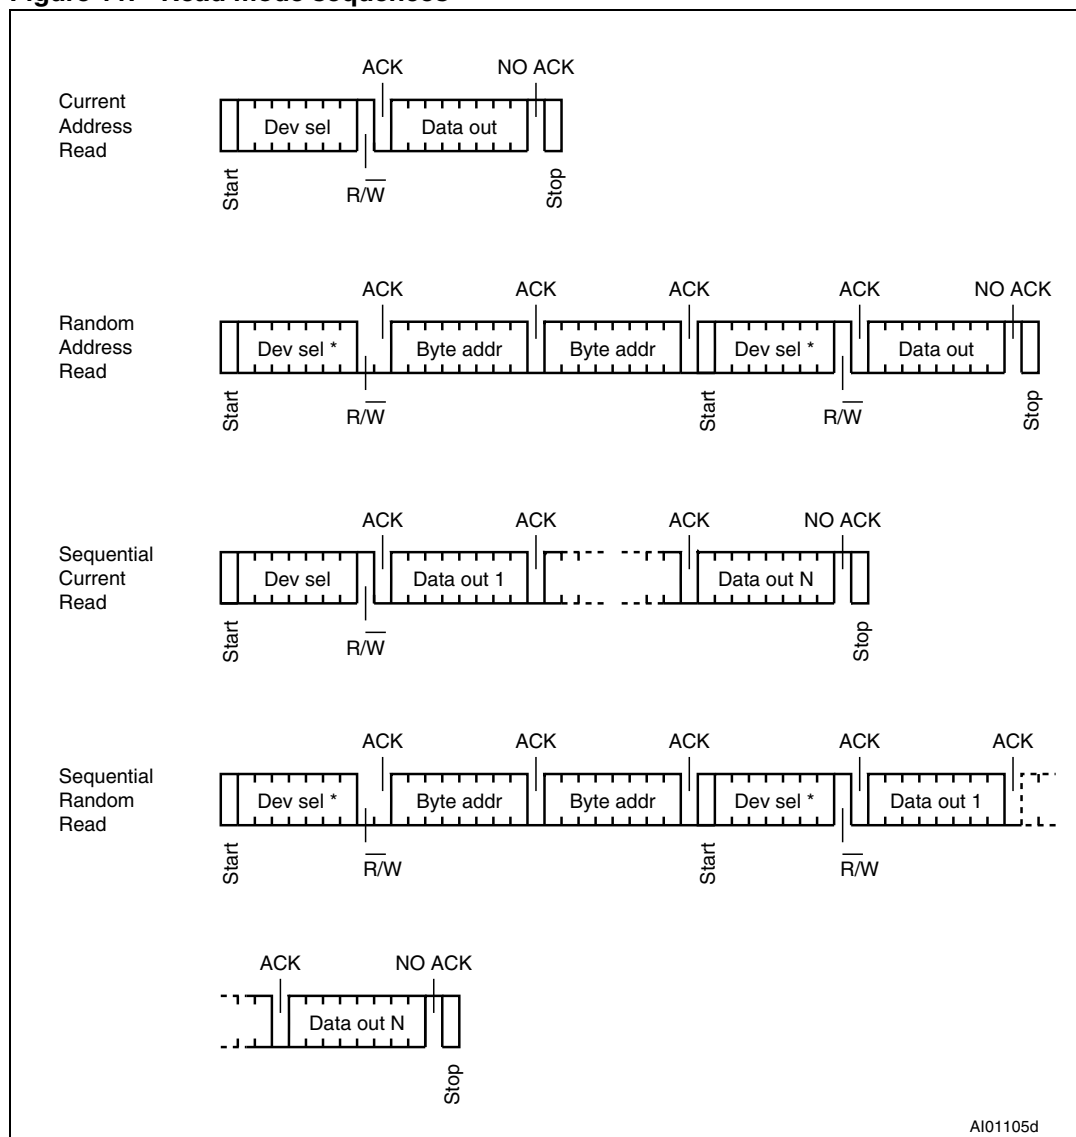 Figure Read mode sequences
ACK NO ACK
Current
Address
Read
Dev sel Data out
Start R/W̅ Stop
ACK ACK ACK ACK NO ACK
Random
Address
Read
Dev sel * Byte addr Byte addr Dev sel * Data out
Start R/W̅ Start R/W̅ Stop
ACK ACK ACK NO ACK
Sequential
Current
Read
Dev sel Data out 1 Data out N
Start R/W̅ Stop
ACK ACK ACK ACK ACK
Sequential
Random
Read
Dev sel * Byte addr Byte addr Dev sel * Data out 1
Start R̅/W Start R̅/W
ACK NO ACK
Data out N
Stop
AI01105d